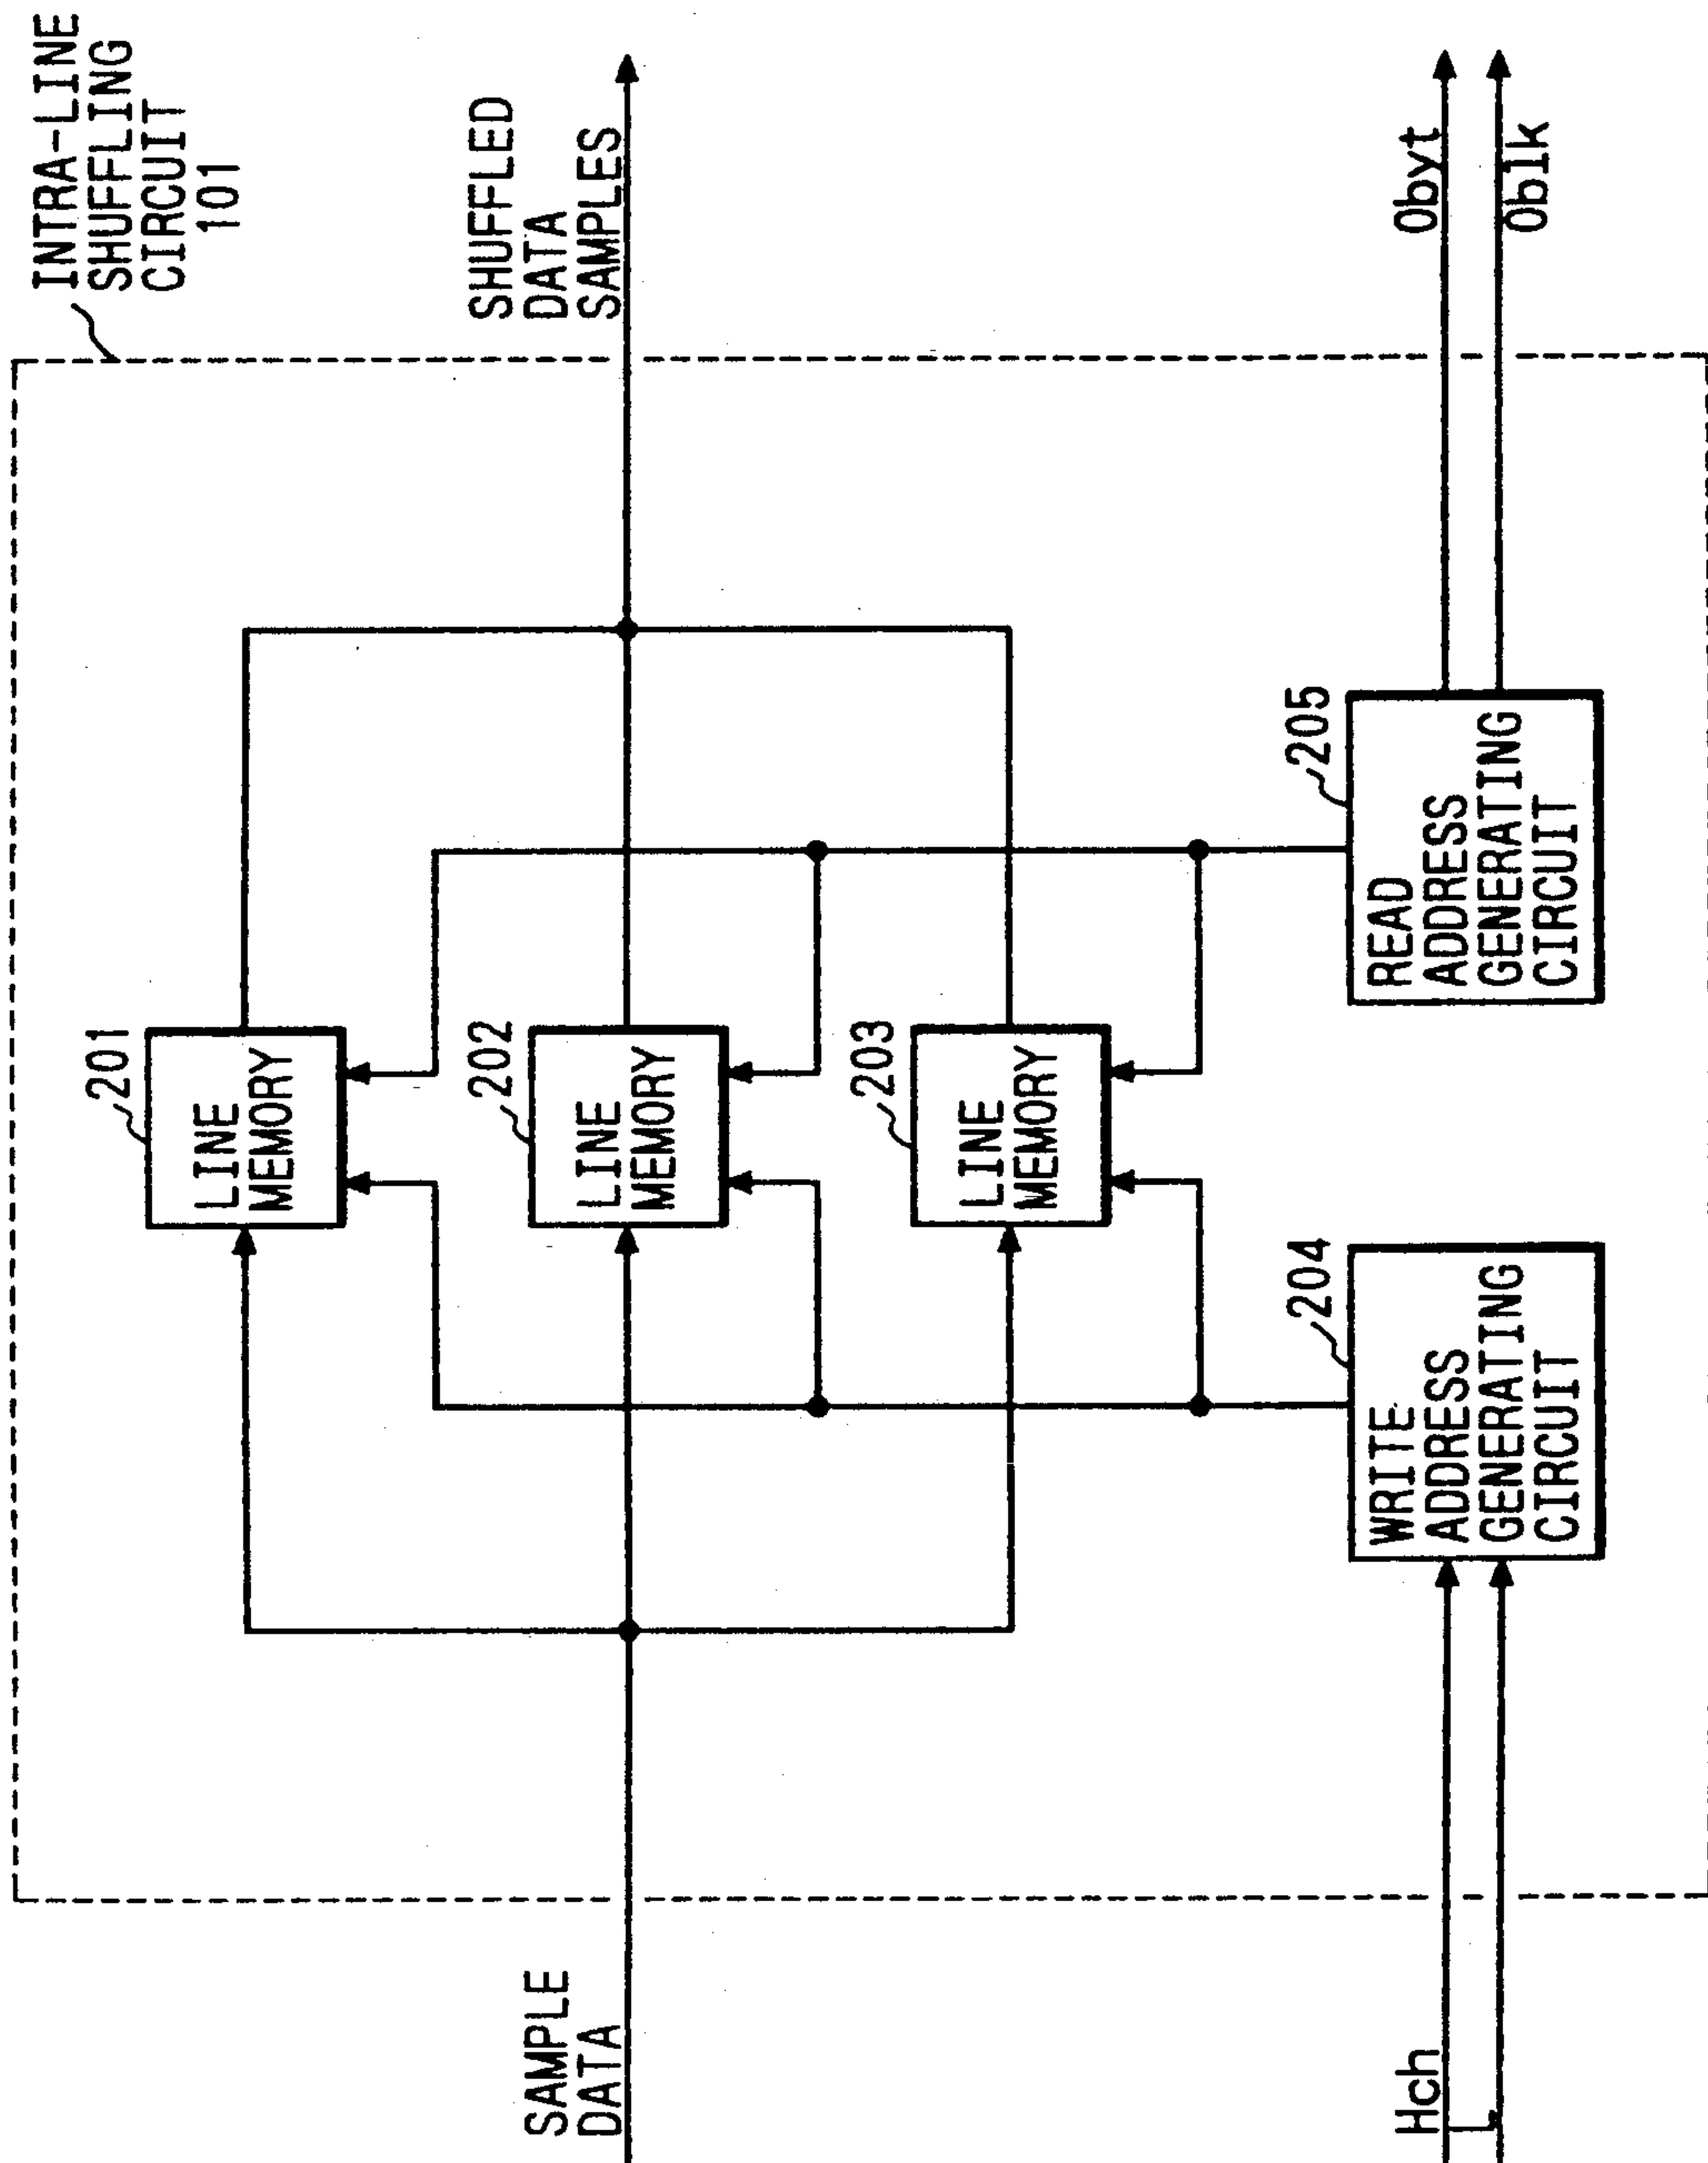 INTRA-LINE
SHUFFLING
CIRCUIT
101
201
LINE
MEMORY
SAMPLE
DATA
202
LINE
MEMORY
SHUFFLED
DATA
SAMPLES
203
LINE
MEMORY
204
WRITE
ADDRESS
GENERATING
CIRCUIT
205
READ
ADDRESS
GENERATING
CIRCUIT
Hch
L
Obyt
Oblk